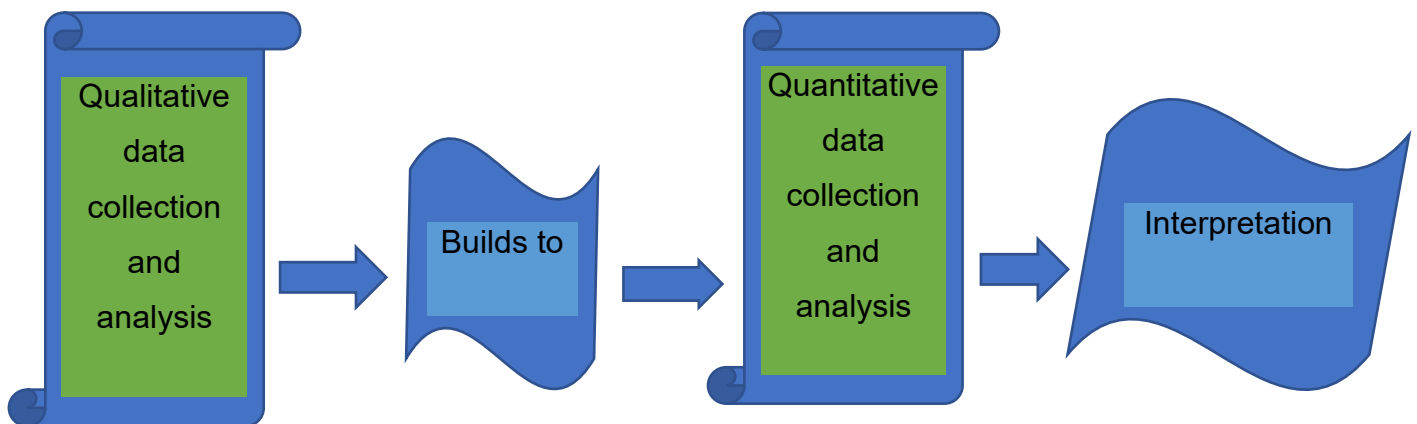 Qualitative
data
collection
and
analysis
Builds to
Quantitative
data
collection
and
analysis
Interpretation